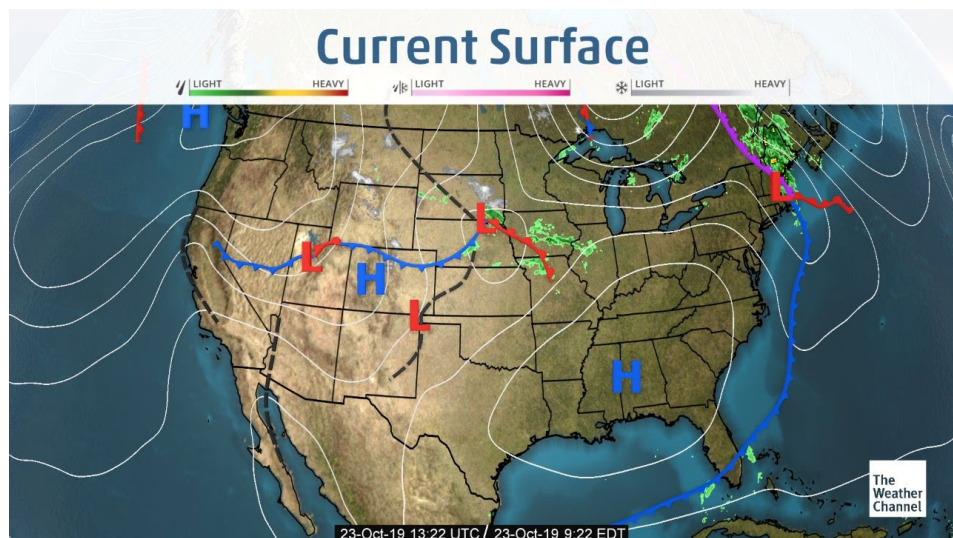 Current Surface
LIGHT HEAVY LIGHT HEAVY LIGHT HEAVY
H
H
L
L
L
H
L
H
The
Weather
Channel
23-Oct-19 13:22 UTC / 23-Oct-19 9:22 EDT